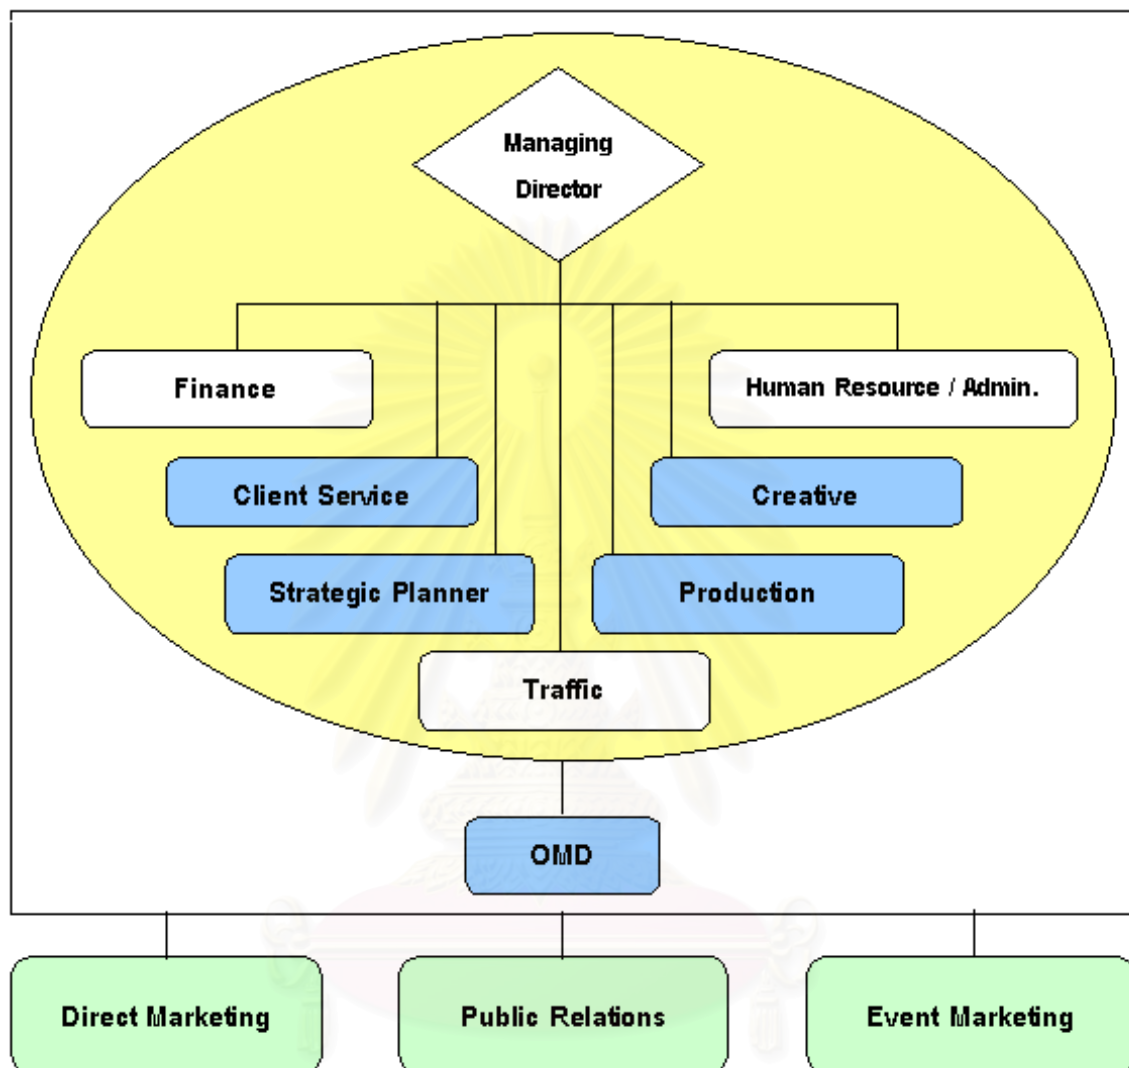 Managing
Director
Finance
Human Resource / Admin.
Client Service
Creative
Strategic Planner
Production
Traffic
OMD
Direct Marketing
Public Relations
Event Marketing